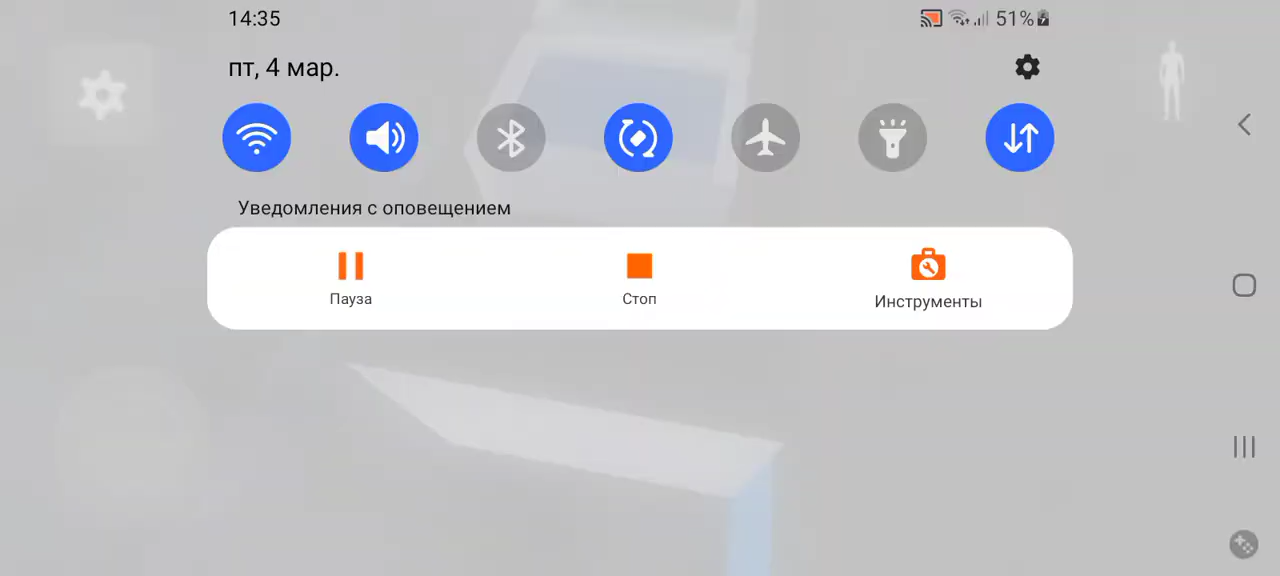 14:35
51%
пт, 4 мар.
Уведомления с оповещением
Пауза
Стоп
Инструменты